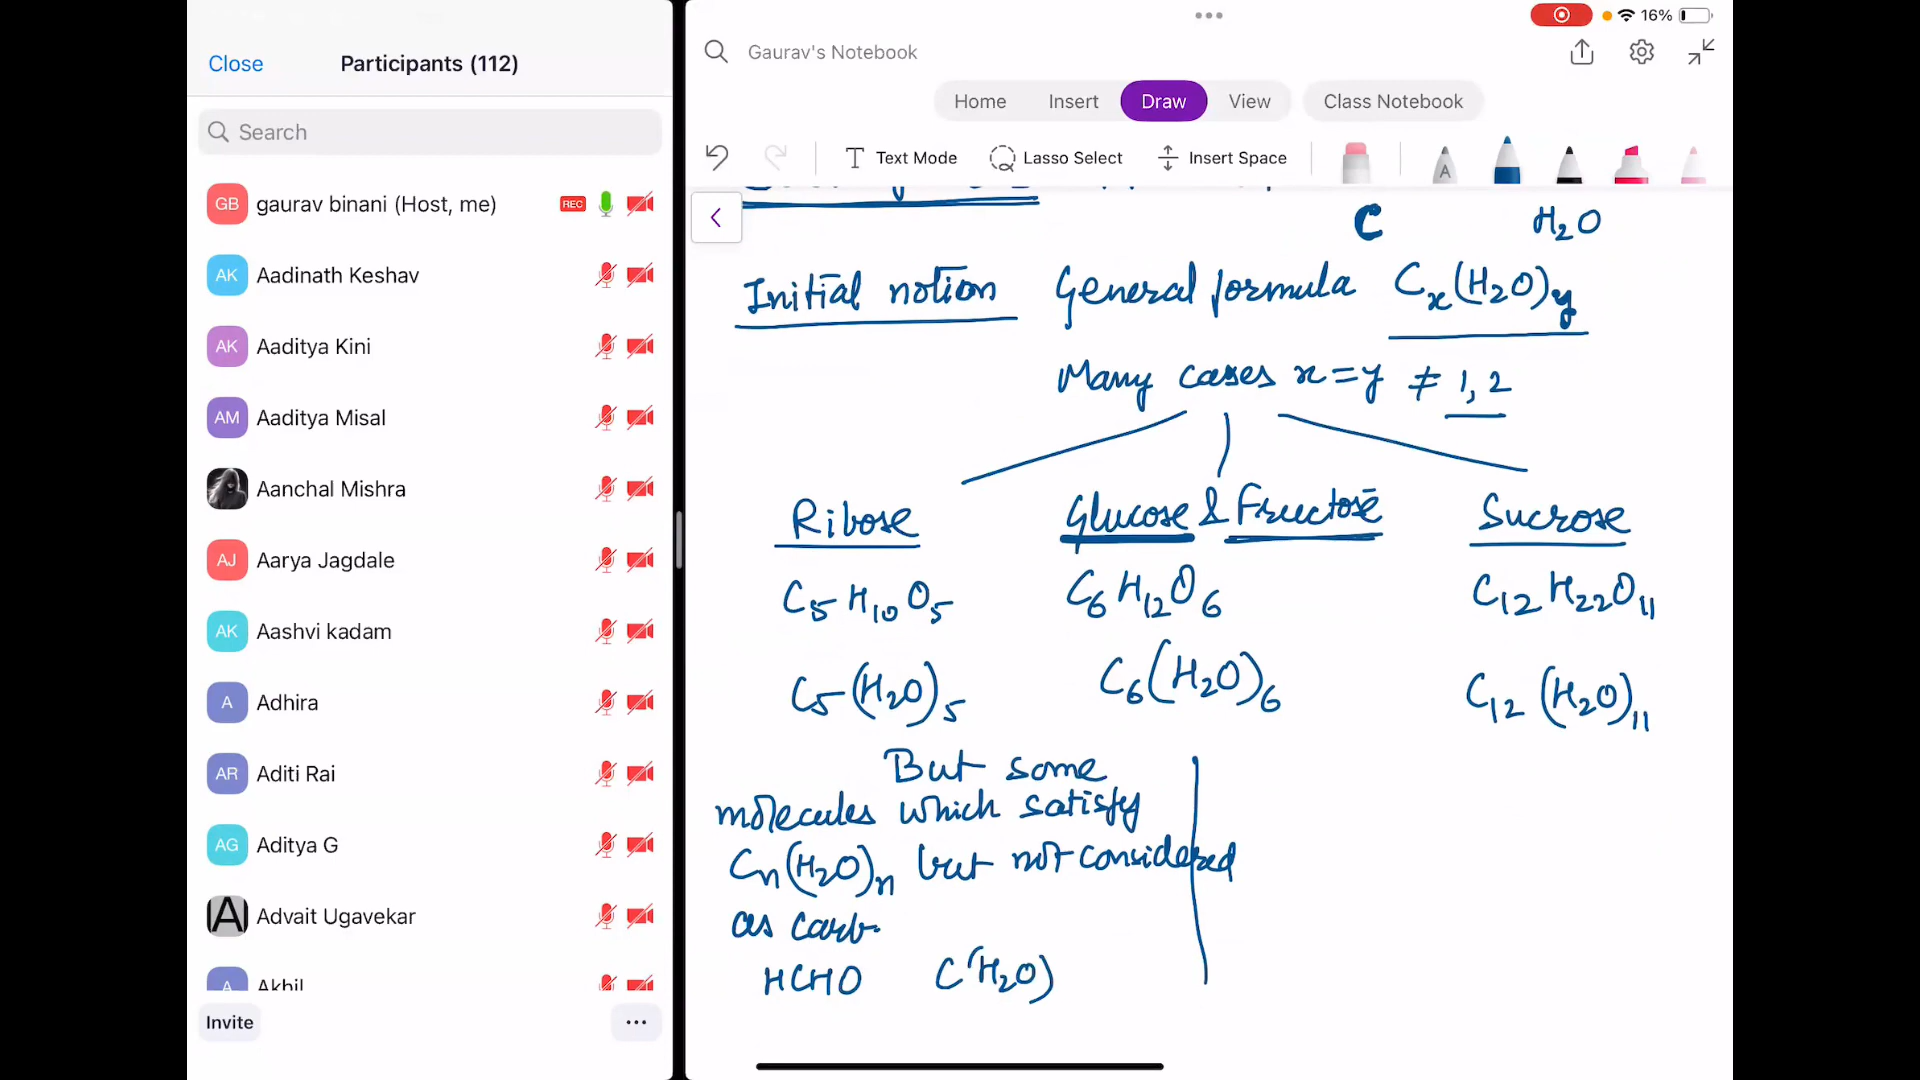 Close
Participants (112)
Search
GB gaurav binani (Host, me) REC
AK Aadinath Keshav
AK Aaditya Kini
AM Aaditya Misal
Aanchal Mishra
AJ Aarya Jagdale
AK Aashvi kadam
A Adhira
AR Aditi Rai
AG Aditya G
A Advait Ugavekar
A Akhil
Invite
16%
Gaurav's Notebook
Home Insert Draw View Class Notebook
Text Mode Lasso Select Insert Space
C H₂O
Initial notion General formula Cₓ(H₂O)y
Many cases x=y ≠ 1, 2
Ribose Glucose & Fructose Sucrose
C₅H₁₀O₅ C₆H₁₂O₆ C₁₂H₂₂O₁₁
C₅(H₂O)₅ C₆(H₂O)₆ C₁₂(H₂O)₁₁
But some
molecules which satisfy
Cₙ(H₂O)ₙ but not considered
as carb.
HCHO C(H₂O)